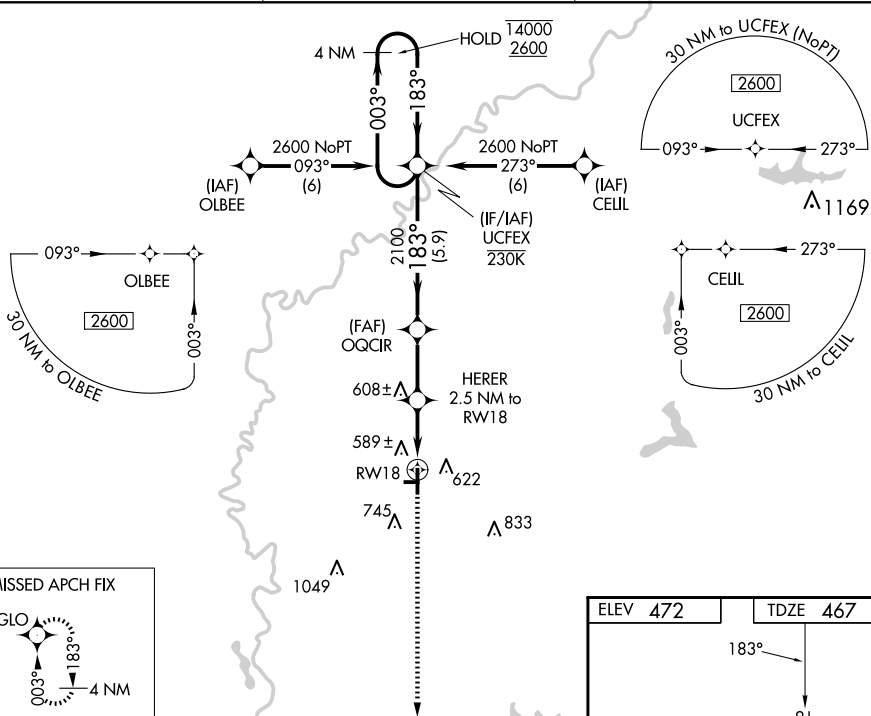 4 NM
HOLD
14000
2600
003°
183°
2600 NoPT
093°
(6)
(IAF)
OLBEE
2600 NoPT
273°
(6)
(IAF)
CELIL
(IF/IAF)
UCFEX
230K
2100
183°
(5.9)
30 NM to UCFEX (NoPT)
2600
UCFEX
093°
273°
1169
093°
OLBEE
2600
003°
30 NM to OLBEE
273°
CELIL
2600
003°
30 NM to CELIL
(FAF)
OQCIR
608±
HERER
2.5 NM to
RW18
589±
RW18
622
745
833
1049
MISSED APCH FIX
GLO
183°
003°
4 NM
ELEV 472
TDZE 467
183°